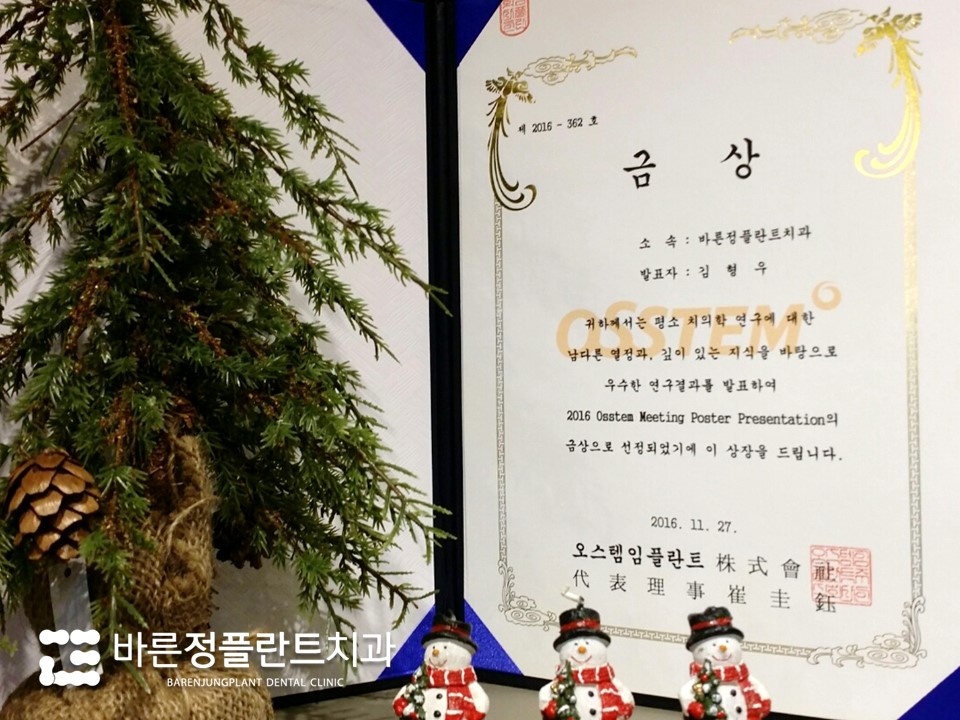 제 2016 - 362 호
금 상
소 속 : 바른정플란트치과
발표자 : 김 형 우
OSSTEM
귀하께서는 평소 치의학 연구에 대한
남다른 열정과, 깊이 있는 지식을 바탕으로
우수한 연구결과를 발표하여
2016 Osstem Meeting Poster Presentation의
금상으로 선정되었기에 이 상장을 드립니다.
2016. 11. 27.
오스템임플란트 株式會社
代表理事 崔圭鈺
바른정플란트치과
BARENJUNGPLANT DENTAL CLINIC